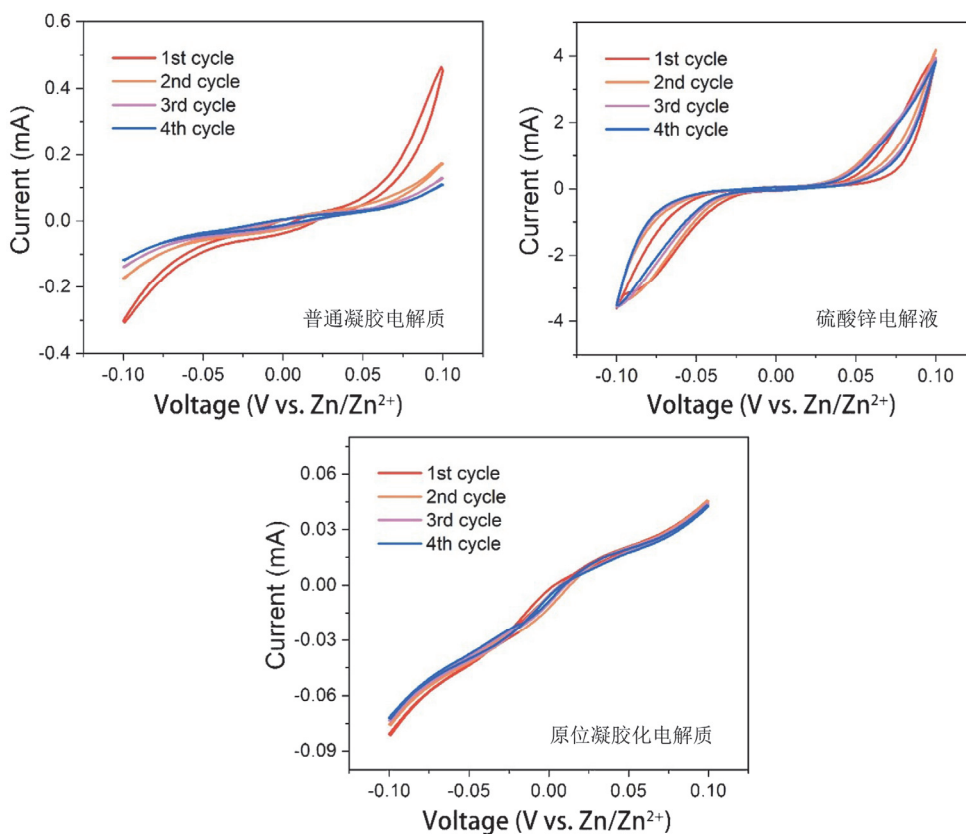 0.6
0.4
0.2
0.0
-0.2
-0.4
Current (mA)
1st cycle
2nd cycle
3rd cycle
4th cycle
普通凝胶电解质
-0.10 -0.05 0.00 0.05 0.10
Voltage (V vs. Zn/Zn²⁺)
4
2
0
-2
-4
Current (mA)
1st cycle
2nd cycle
3rd cycle
4th cycle
硫酸锌电解液
-0.10 -0.05 0.00 0.05 0.10
Voltage (V vs. Zn/Zn²⁺)
0.06
0.03
0.00
-0.03
-0.06
-0.09
Current (mA)
1st cycle
2nd cycle
3rd cycle
4th cycle
原位凝胶化电解质
-0.10 -0.05 0.00 0.05 0.10
Voltage (V vs. Zn/Zn²⁺)